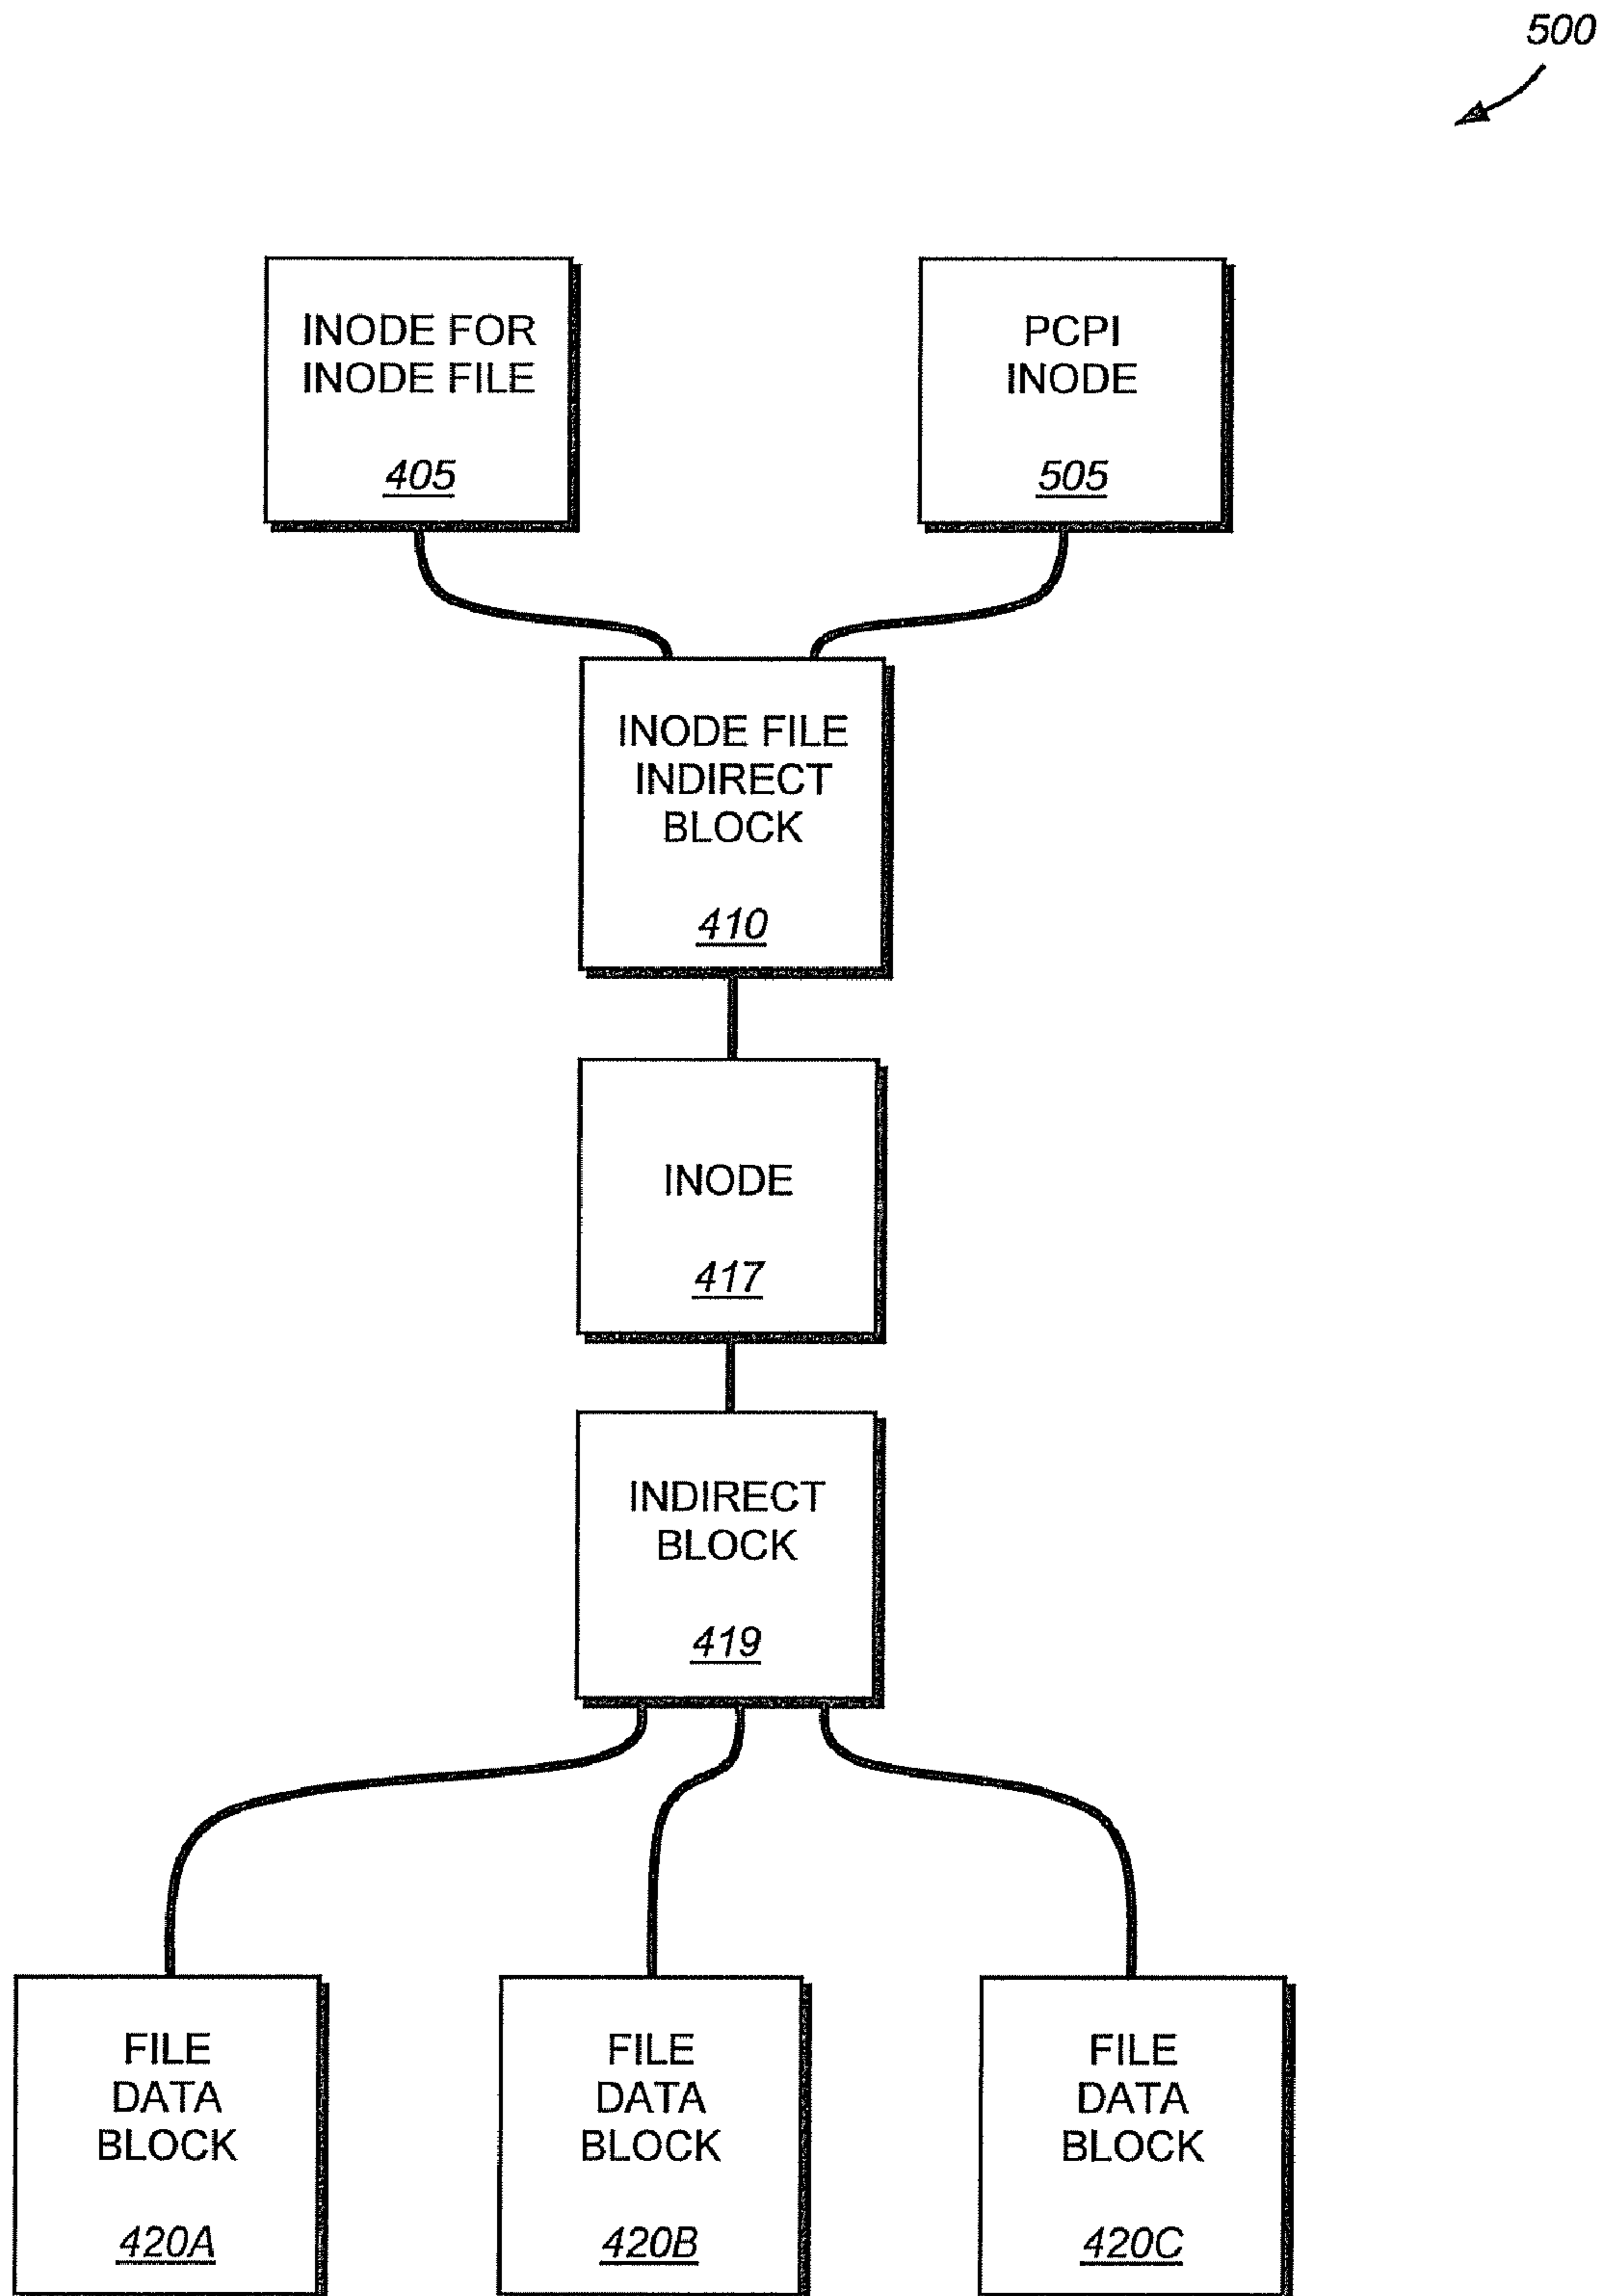 500
INODE FOR
INODE FILE
405
PCPI
INODE
505
INODE FILE
INDIRECT
BLOCK
410
INODE
417
INDIRECT
BLOCK
419
FILE
DATA
BLOCK
420A
FILE
DATA
BLOCK
420B
FILE
DATA
BLOCK
420C